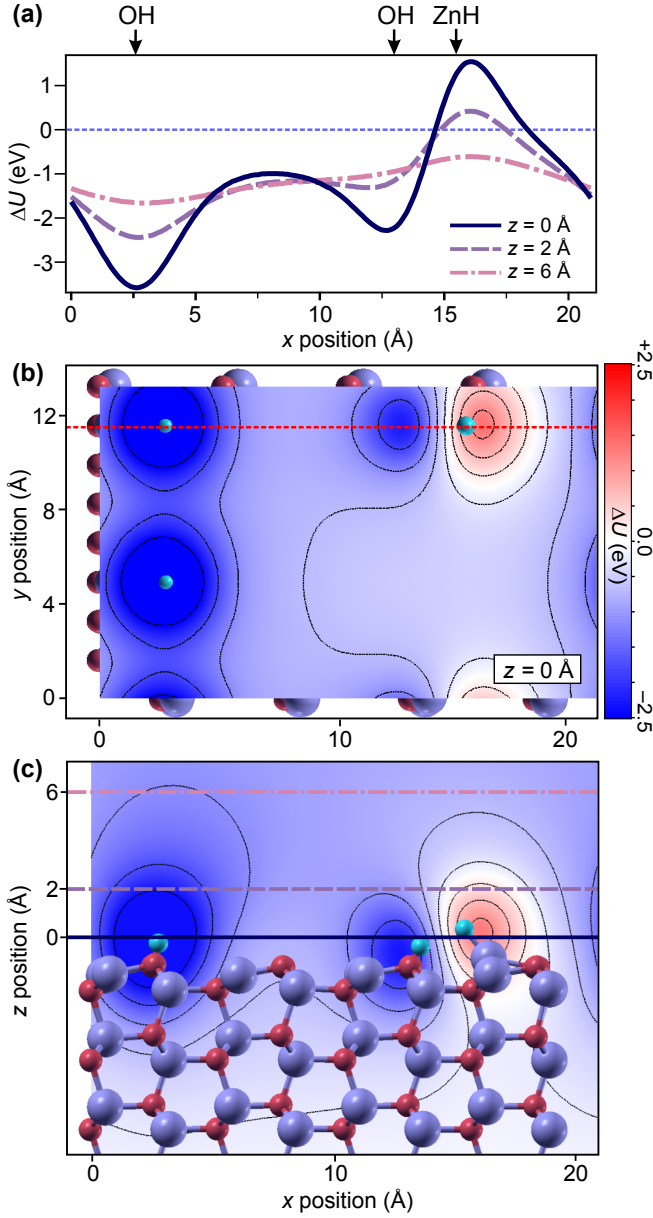 (a)
OH OH ZnH
1
0
-1
-2
-3
ΔU (eV)
z = 0 Å
z = 2 Å
z = 6 Å
0 5 10 15 20
x position (Å)
(b)
12
8
4
0
y position (Å)
z = 0 Å
0 10 20
+2.5
0.0
−2.5
ΔU (eV)
(c)
6
2
0
z position (Å)
0 10 20
x position (Å)